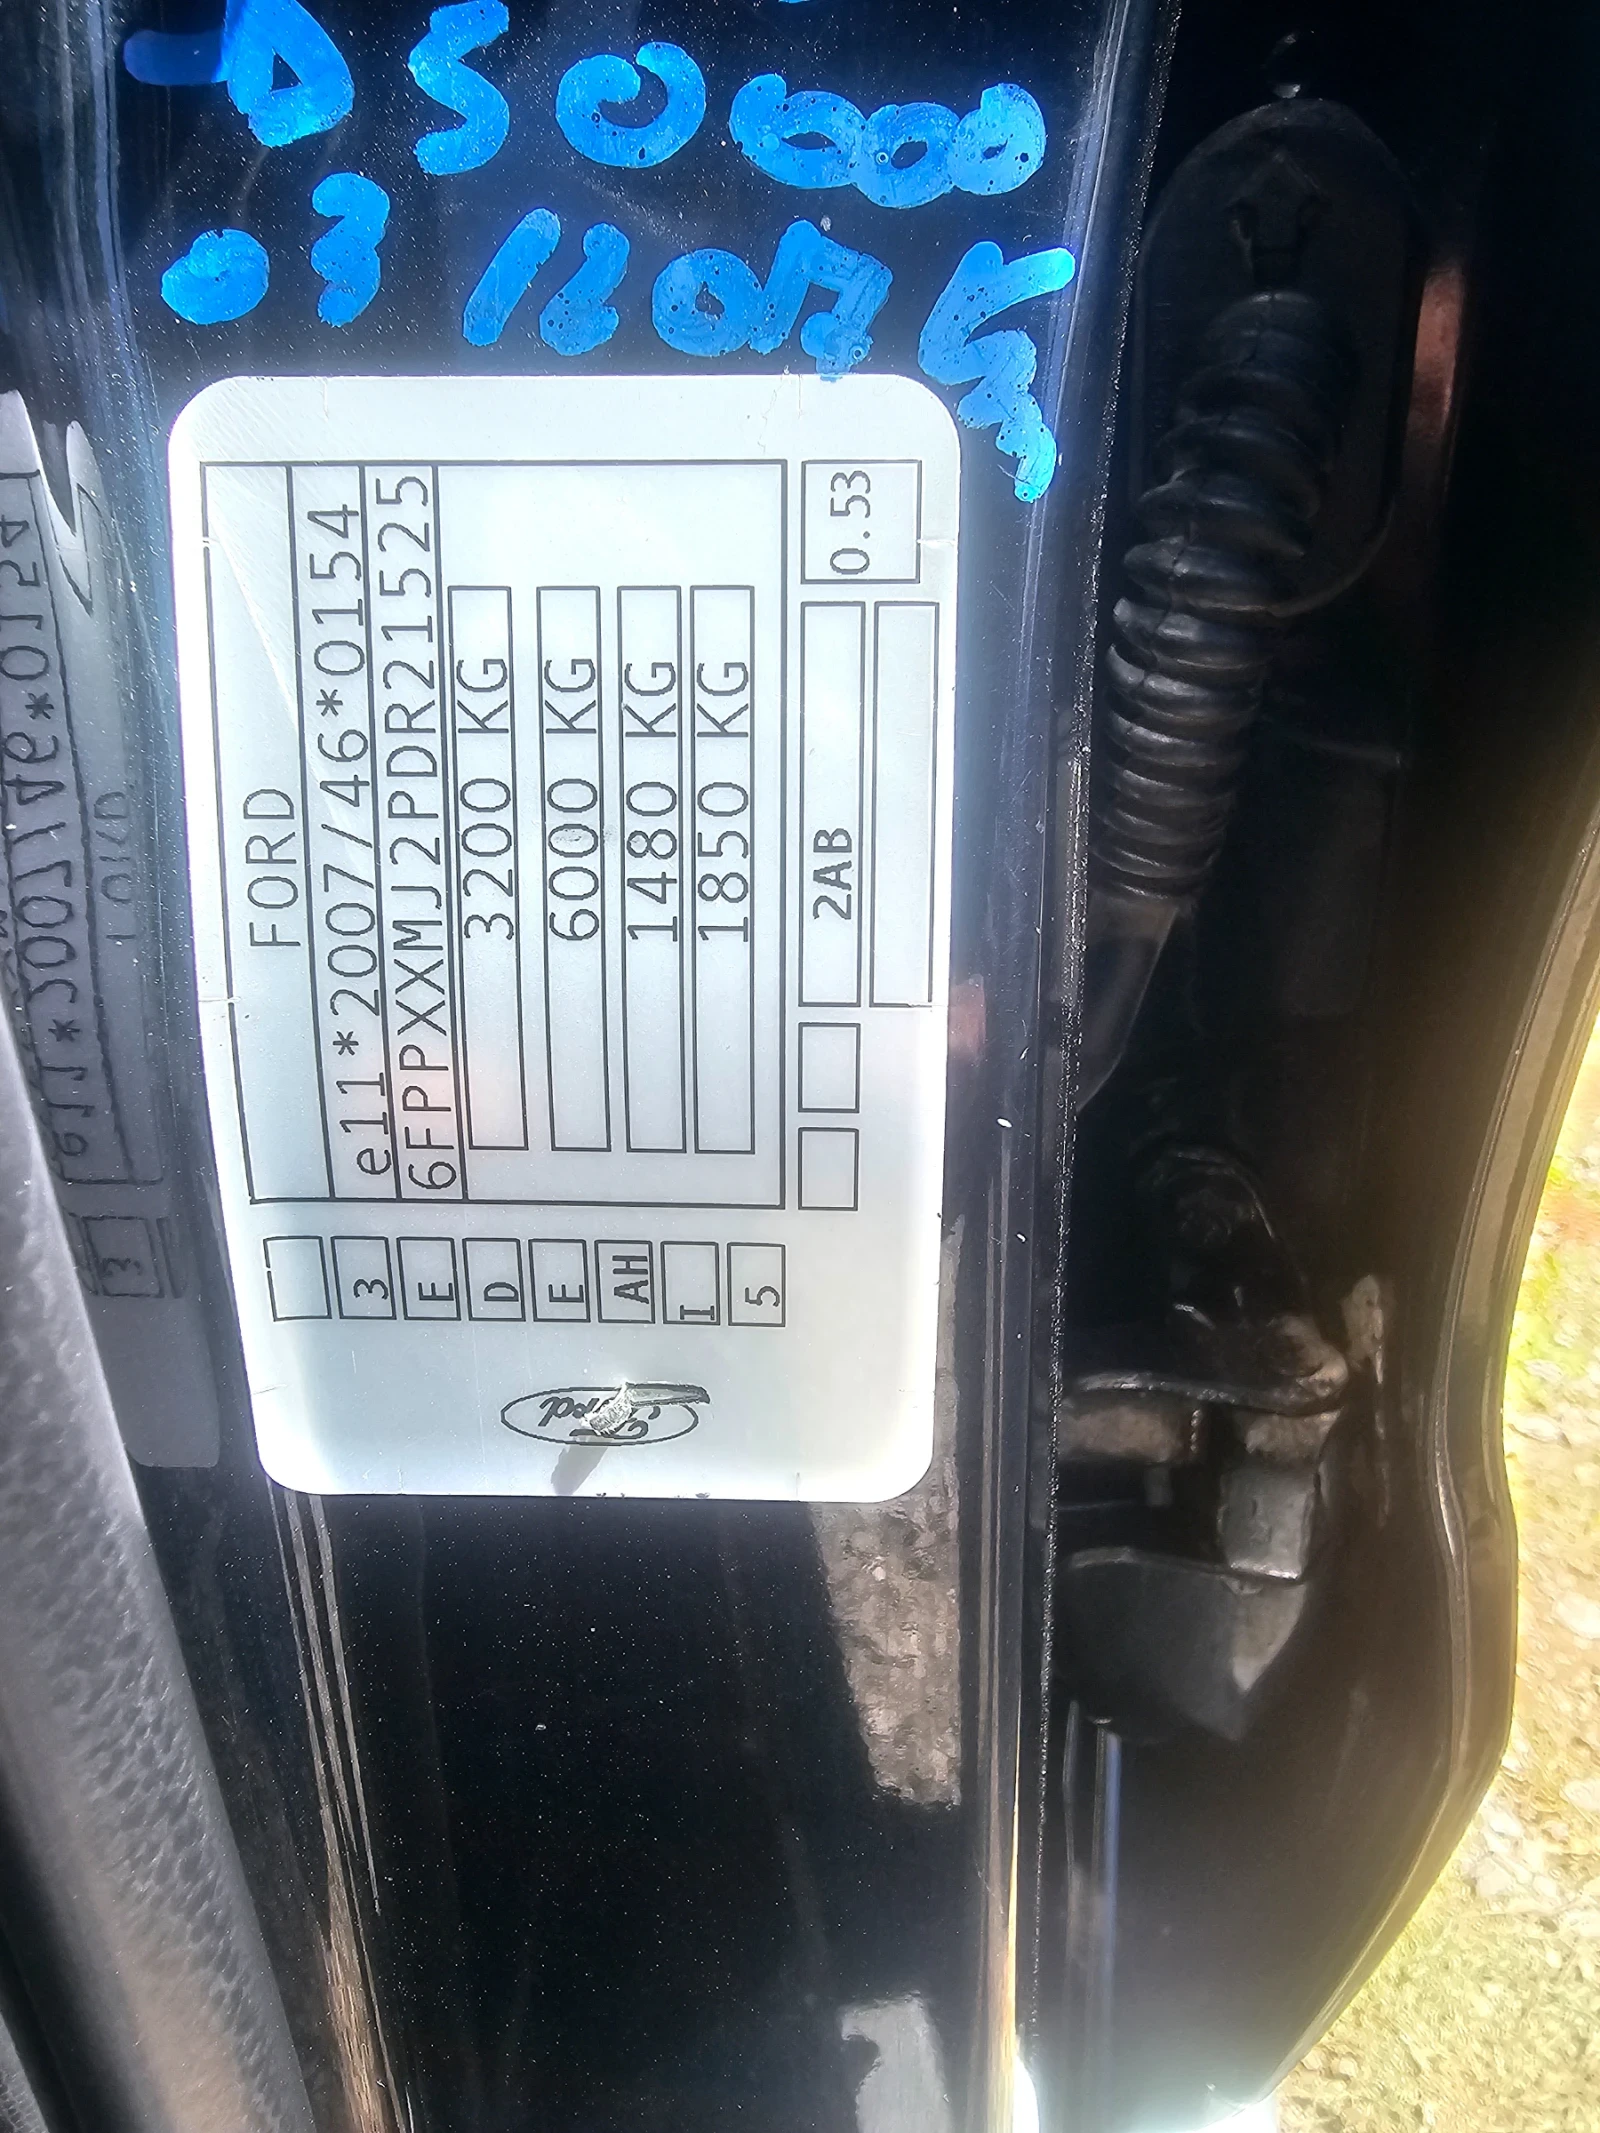 FORD
e11*2007/46*0154
6FPPXXMJ2PDR21525
3200 KG
6000 KG
1480 KG
1850 KG
0.53
2AB
3
E
D
E
AH
I
5
Ford